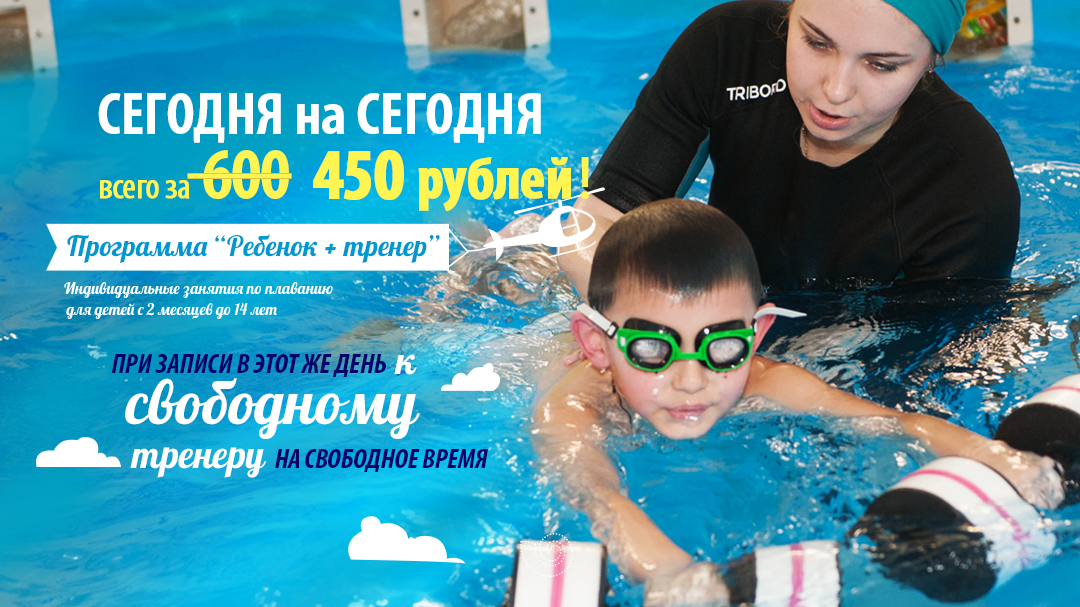 TRIBORD
СЕГОДНЯ на СЕГОДНЯ
всего за 600 450 рублей!
Программа “Ребенок + тренер”
Индивидуальные занятия по плаванию
для детей с 2 месяцев до 14 лет
ПРИ ЗАПИСИ В ЭТОТ ЖЕ ДЕНЬ к
свободному
тренеру НА СВОБОДНОЕ ВРЕМЯ